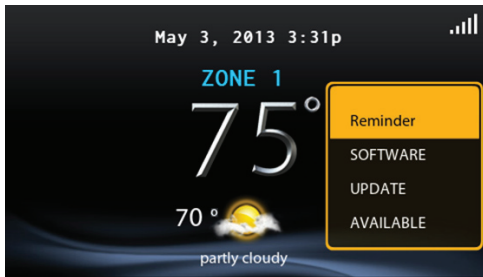 May 3, 2013 3:31p
ZONE 1
75°
Reminder
SOFTWARE
UPDATE
AVAILABLE
70 °
partly cloudy